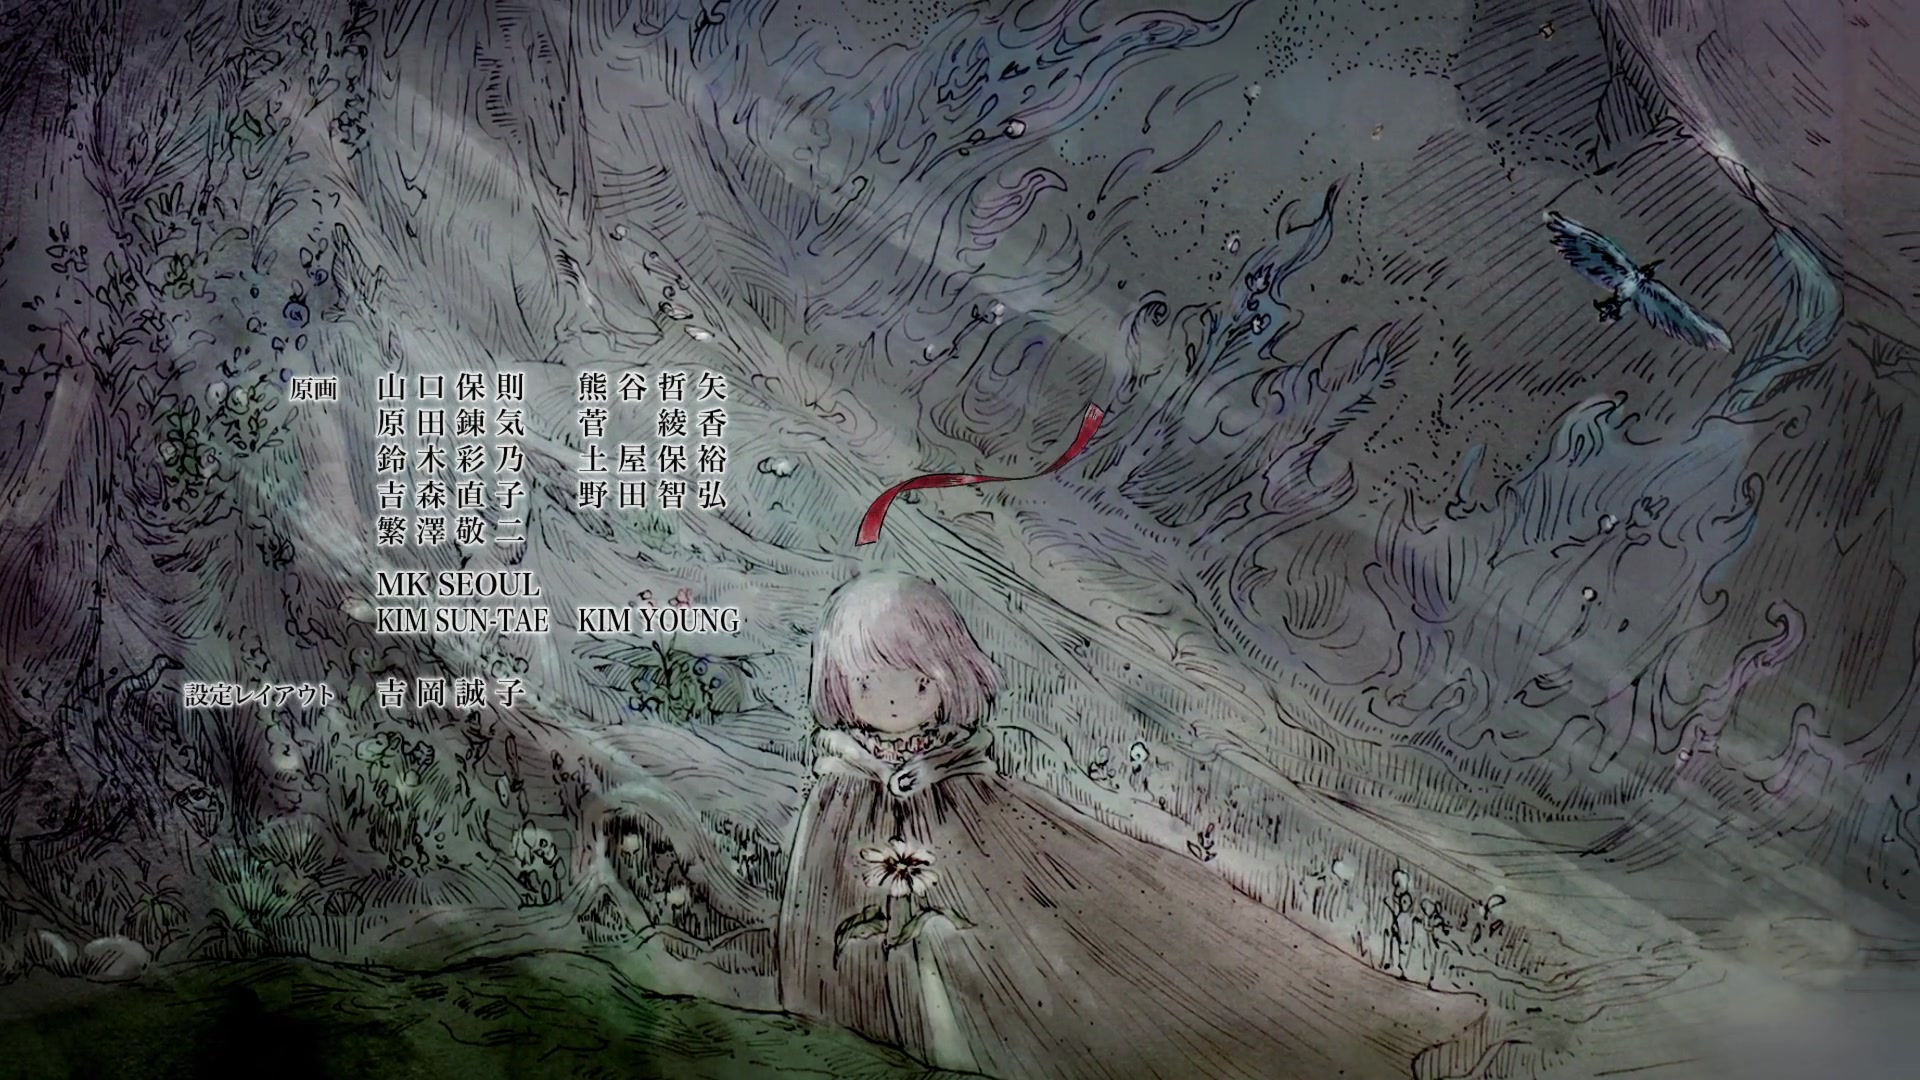 原画 山口保則 熊谷哲矢
原田錬気 菅 綾香
鈴木彩乃 土屋保裕
吉森直子 野田智弘
繁澤敬二
MK SEOUL
KIM SUN-TAE KIM YOUNG
設定レイアウト 吉岡誠子